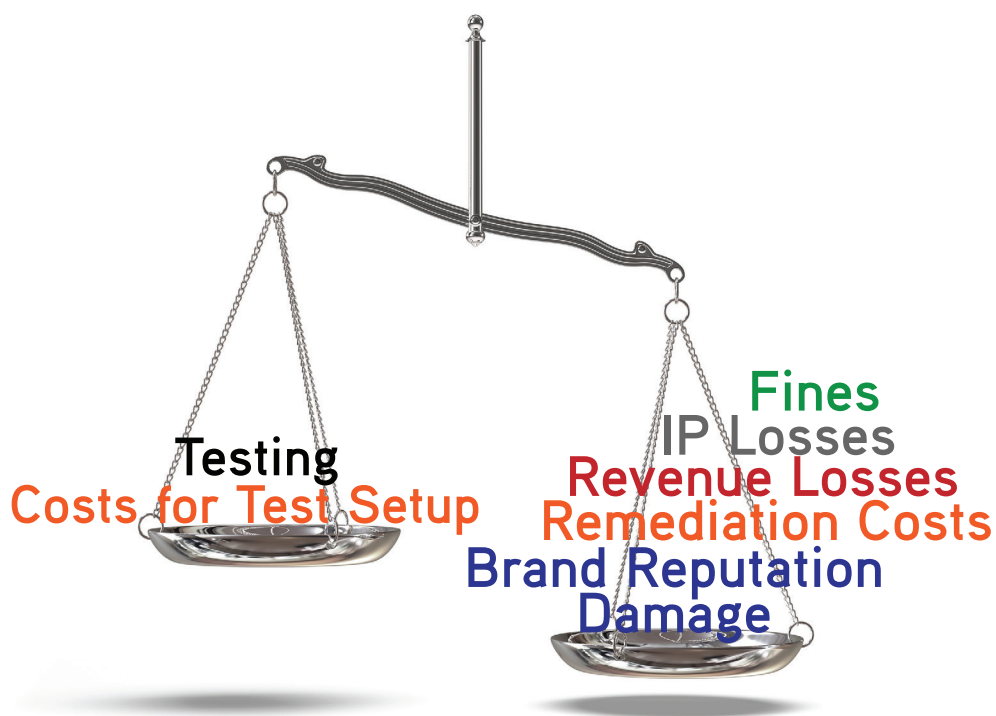 Testing
Costs for Test Setup
Fines
IP Losses
Revenue Losses
Remediation Costs
Brand Reputation
Damage